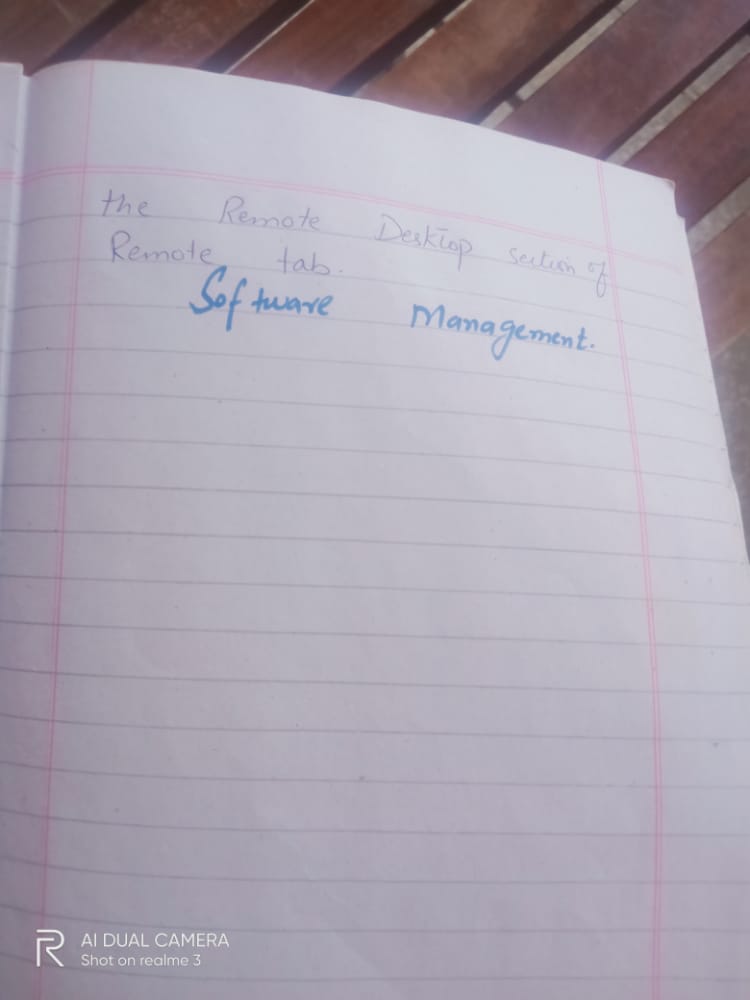 the Remote Desktop section of
Remote tab.
Software Management.
AI DUAL CAMERA
Shot on realme 3